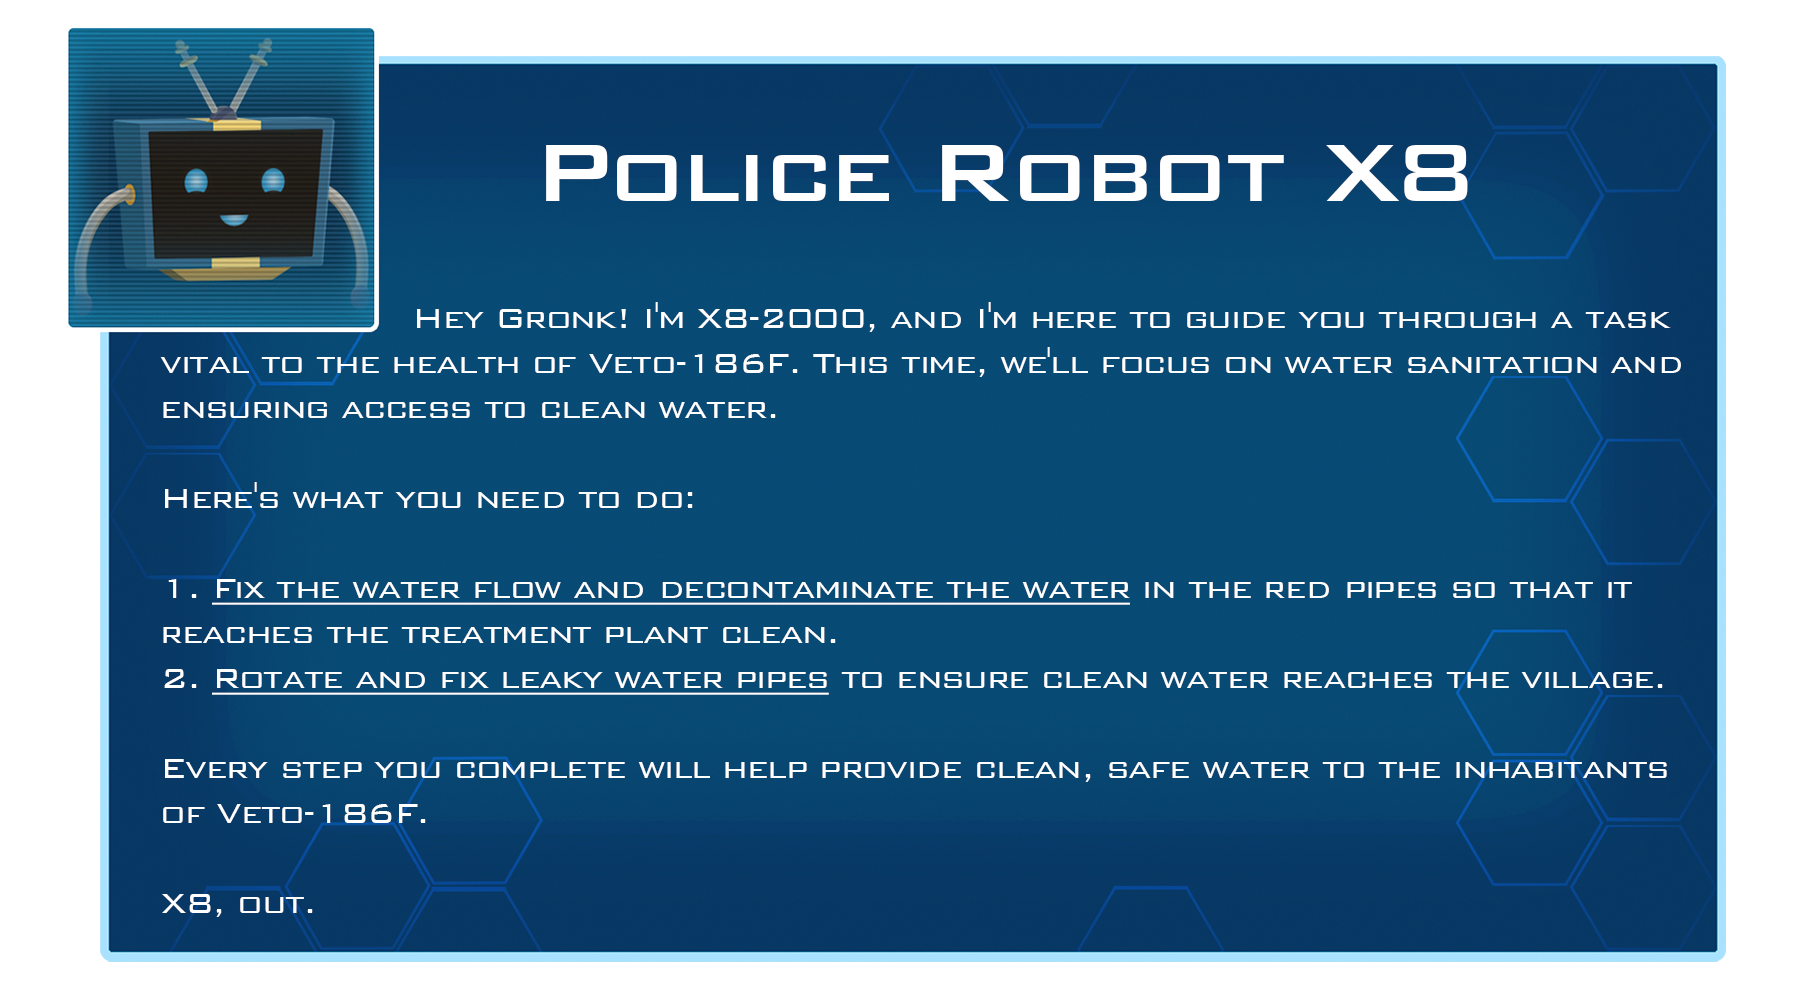 Police Robot X8
Hey Gronk! I'm X8-2000, and I'm here to guide you through a task
vital to the health of Veto-186F. This time, we'll focus on water sanitation and
ensuring access to clean water.
Here's what you need to do:
1. Fix the water flow and decontaminate the water in the red pipes so that it
reaches the treatment plant clean.
2. Rotate and fix leaky water pipes to ensure clean water reaches the village.
Every step you complete will help provide clean, safe water to the inhabitants
of Veto-186F.
X8, out.